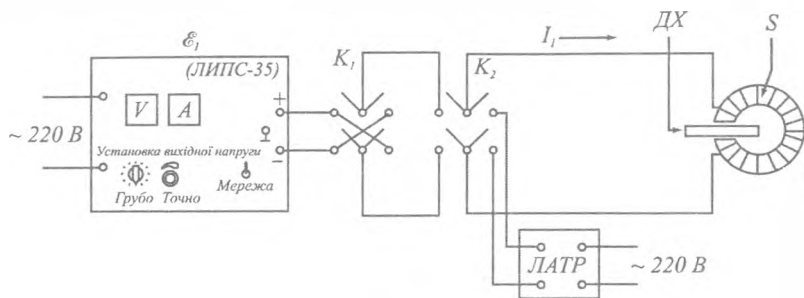 ℰ₁
(ЛИПС-35)
V A
+
−
~ 220 В
Установка вихідної напруги
Грубо Точно
Мережа
K₁
K₂
I₁
ДХ
S
ЛАТР
~ 220 В